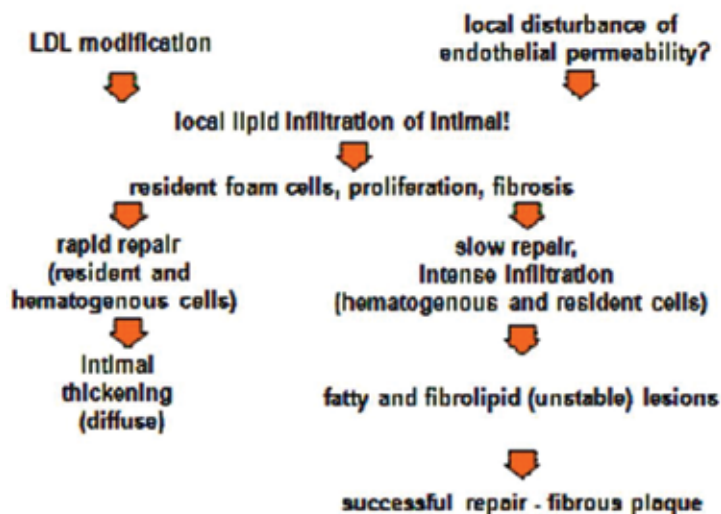 LDL modification
local disturbance of
endothelial permeability?
local lipid Infiltration of Intimal!
resident foam cells, proliferation, fibrosis
rapid repair
(resident and
hematogenous cells)
slow repair,
Intense Infiltration
(hematogenous and resident cells)
Intimal
thickening
(diffuse)
fatty and fibrolipid (unstable) lesions
successful repair - fibrous plaque